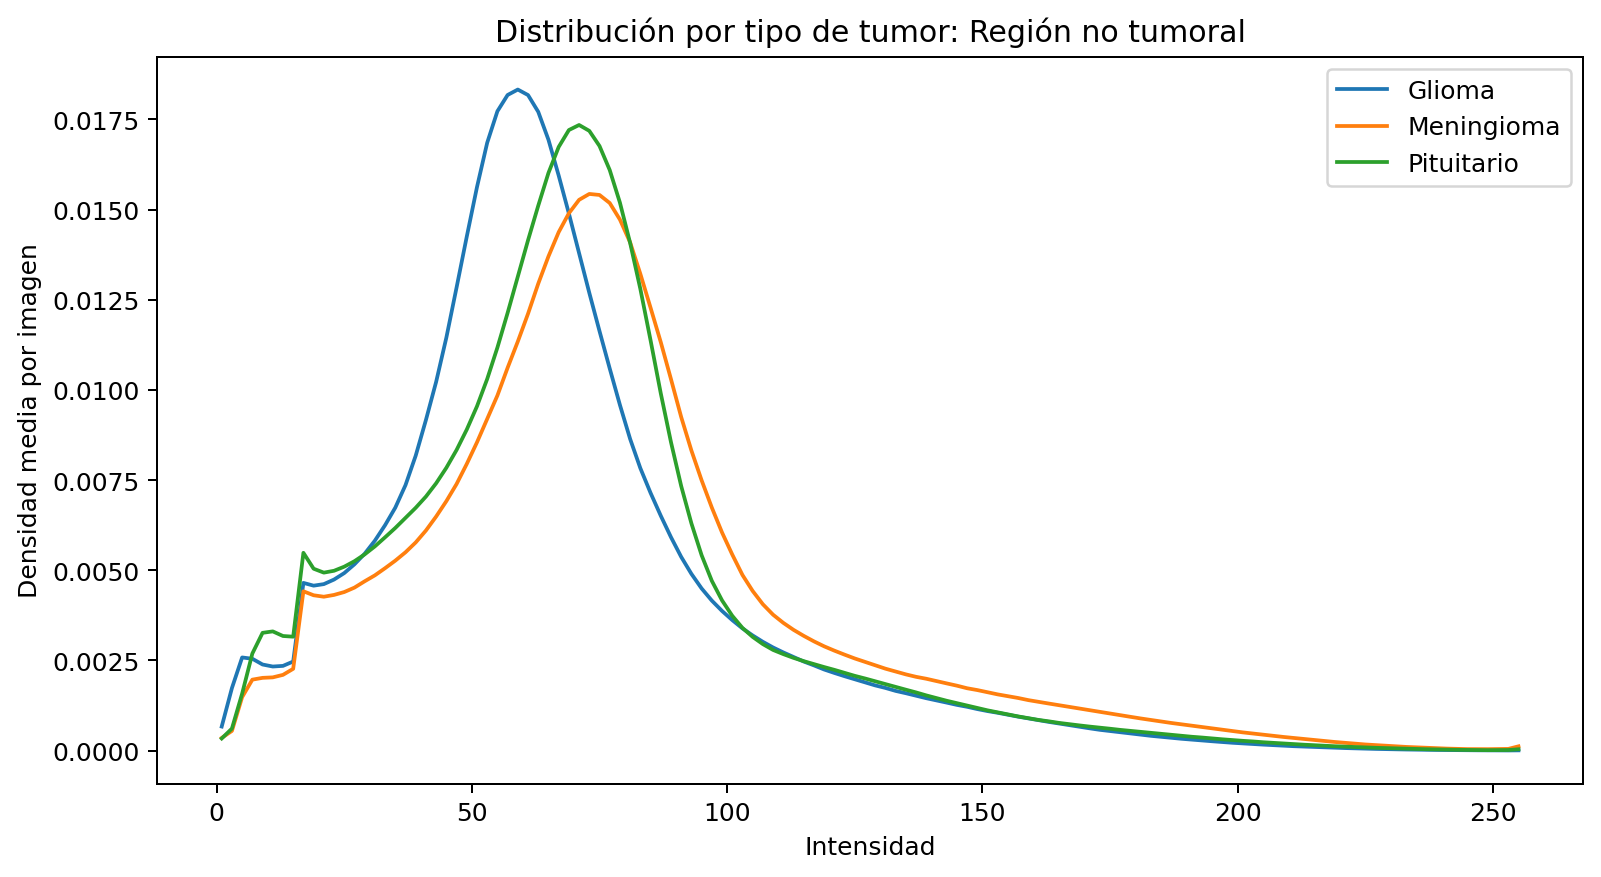 Distribución por tipo de tumor: Región no tumoral
Glioma
Meningioma
Pituitario
Densidad media por imagen
0.0175
0.0150
0.0125
0.0100
0.0075
0.0050
0.0025
0.0000
0 50 100 150 200 250
Intensidad